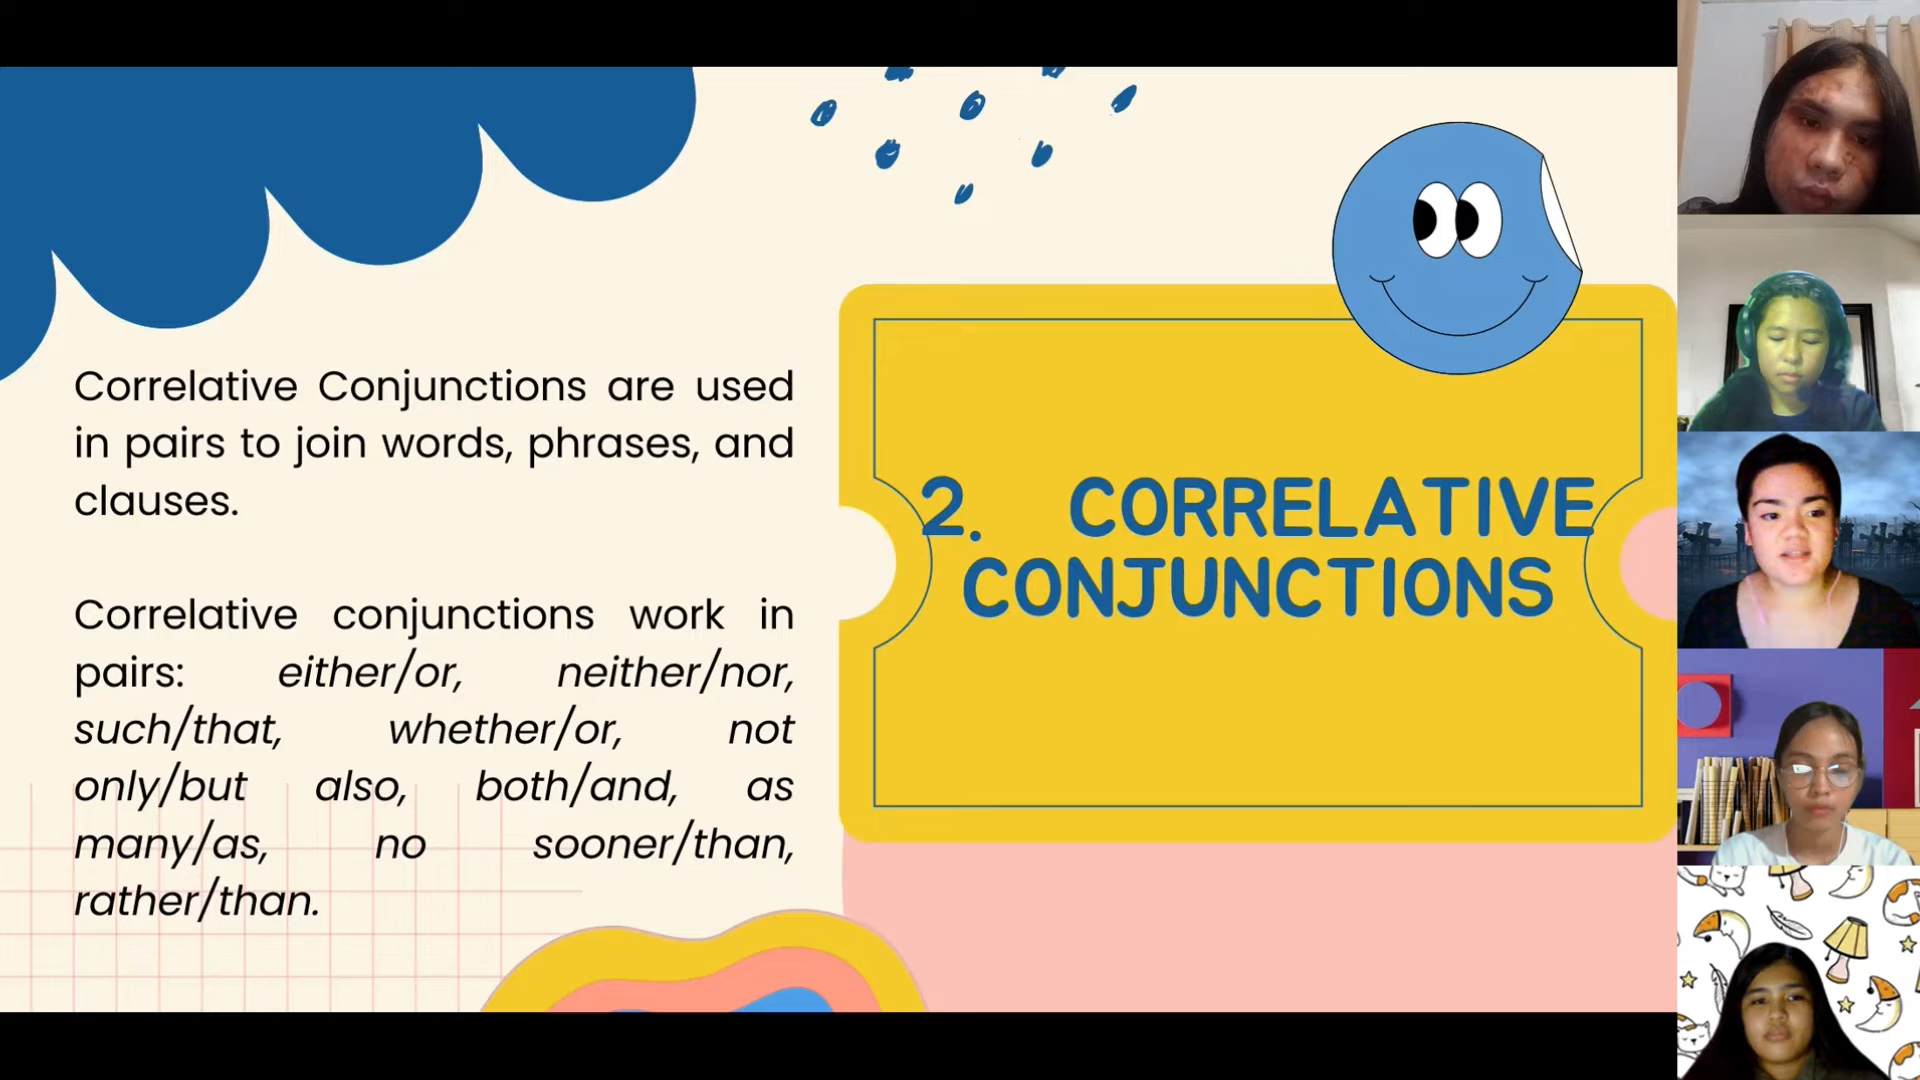 Correlative Conjunctions are used
in pairs to join words, phrases, and
clauses.
Correlative conjunctions work in
pairs: either/or, neither/nor,
such/that, whether/or, not
only/but also, both/and, as
many/as, no sooner/than,
rather/than.
2. CORRELATIVE
CONJUNCTIONS